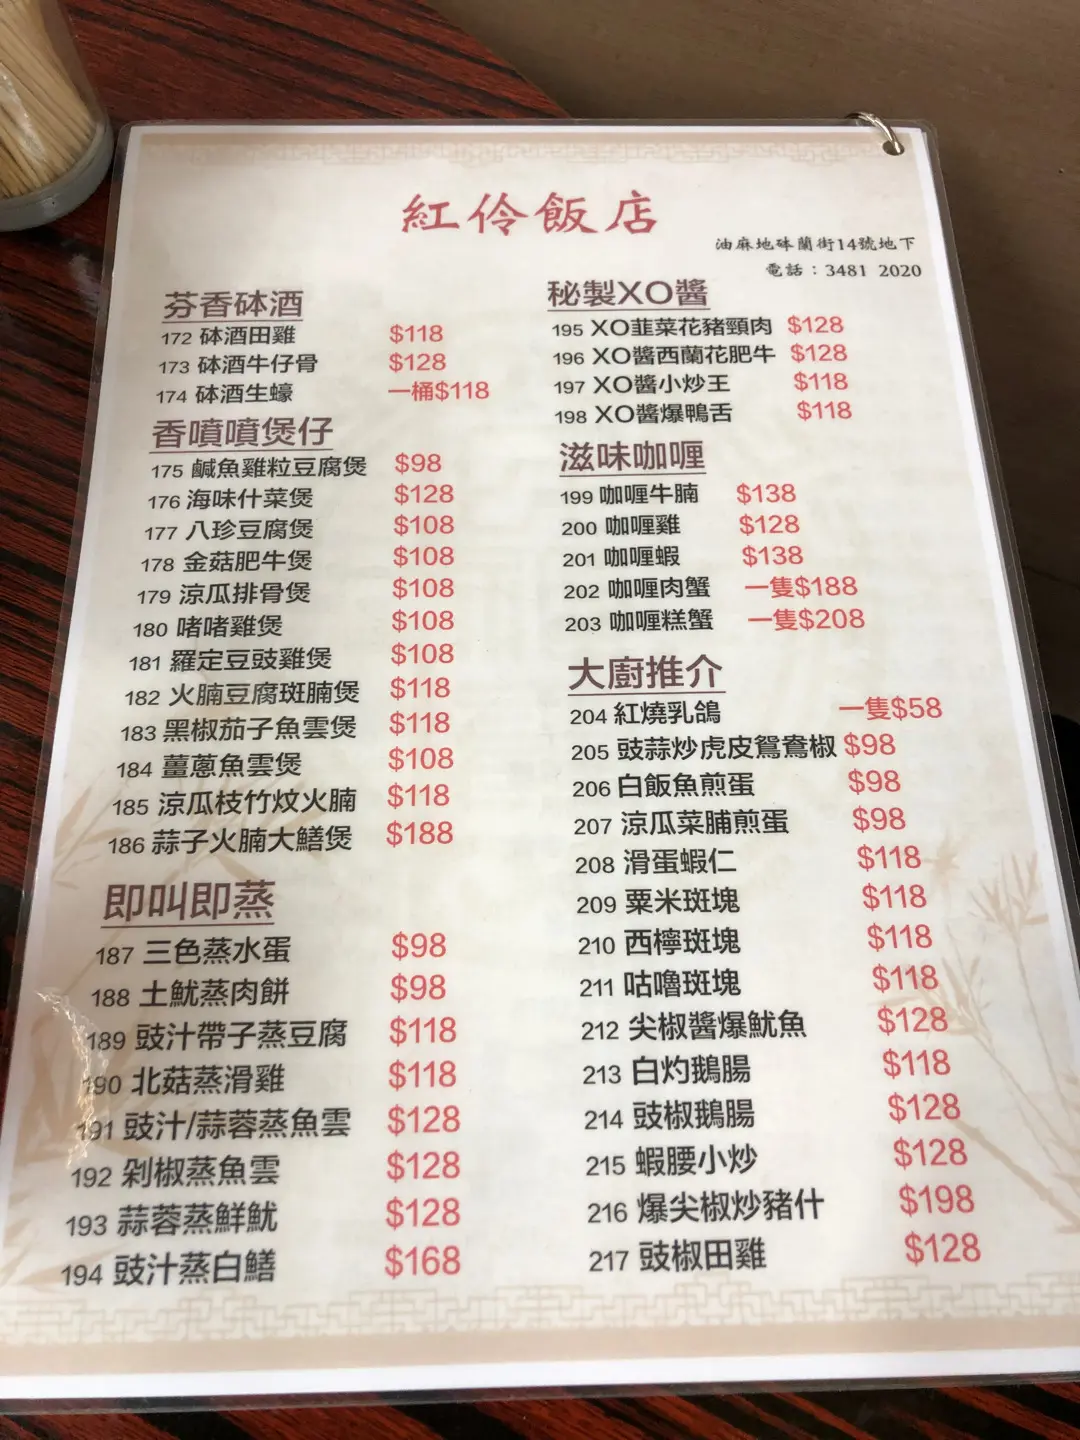 紅伶飯店
油麻地砵蘭街14號地下
電話：3481 2020
芬香砵酒
172 砵酒田雞 $118
173 砵酒牛仔骨 $128
174 砵酒生蠔 一桶$118
香噴噴煲仔
175 鹹魚雞粒豆腐煲 $98
176 海味什菜煲 $128
177 八珍豆腐煲 $108
178 金菇肥牛煲 $108
179 涼瓜排骨煲 $108
180 啫啫雞煲 $108
181 羅定豆豉雞煲 $108
182 火腩豆腐斑腩煲 $118
183 黑椒茄子魚雲煲 $118
184 薑蔥魚雲煲 $108
185 涼瓜枝竹炆火腩 $118
186 蒜子火腩大鱔煲 $188
即叫即蒸
187 三色蒸水蛋 $98
188 土魷蒸肉餅 $98
189 豉汁帶子蒸豆腐 $118
190 北菇蒸滑雞 $118
191 豉汁/蒜蓉蒸魚雲 $128
192 剁椒蒸魚雲 $128
193 蒜蓉蒸鮮魷 $128
194 豉汁蒸白鱔 $168
秘製XO醬
195 XO韮菜花豬頸肉 $128
196 XO醬西蘭花肥牛 $128
197 XO醬小炒王 $118
198 XO醬爆鴨舌 $118
滋味咖喱
199 咖喱牛腩 $138
200 咖喱雞 $128
201 咖喱蝦 $138
202 咖喱肉蟹 一隻$188
203 咖喱糕蟹 一隻$208
大廚推介
204 紅燒乳鴿 一隻$58
205 豉蒜炒虎皮鴛鴦椒 $98
206 白飯魚煎蛋 $98
207 涼瓜菜脯煎蛋 $98
208 滑蛋蝦仁 $118
209 粟米斑塊 $118
210 西檸斑塊 $118
211 咕嚕斑塊 $118
212 尖椒醬爆魷魚 $128
213 白灼鵝腸 $118
214 豉椒鵝腸 $128
215 蝦腰小炒 $128
216 爆尖椒炒豬什 $198
217 豉椒田雞 $128